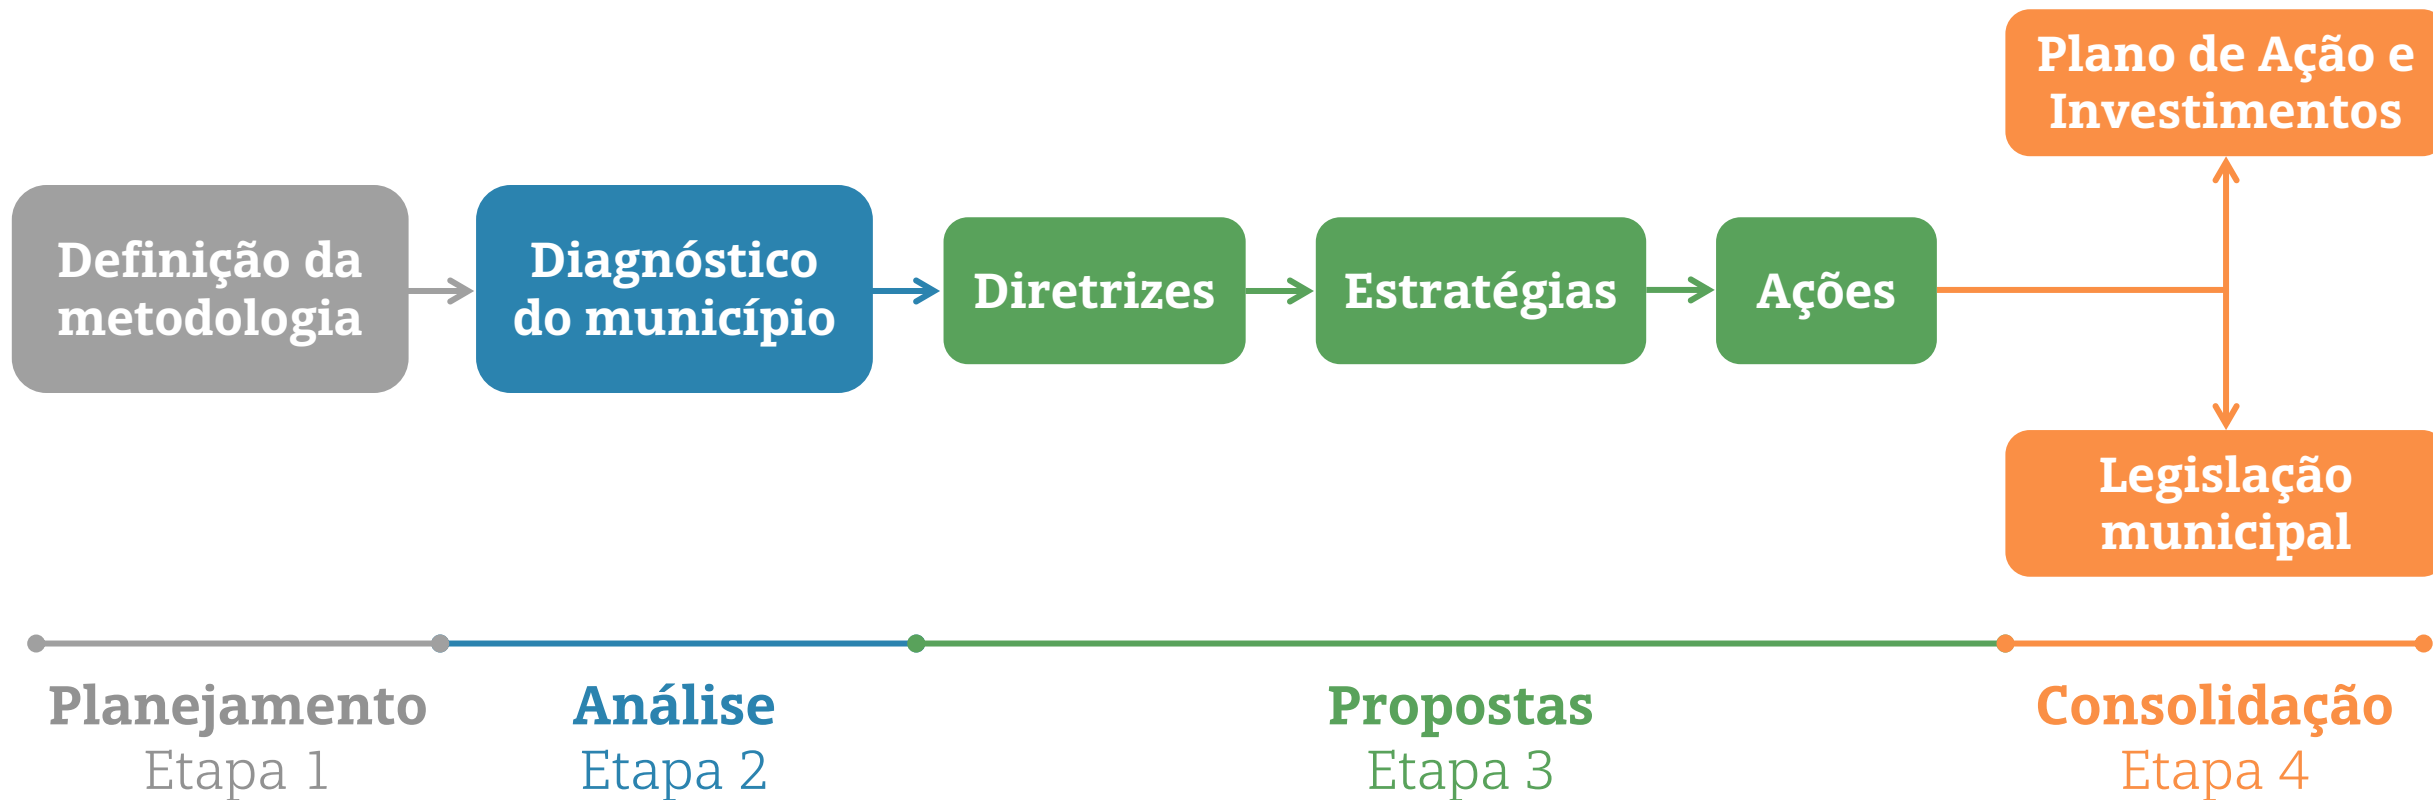 Plano de Ação e
Investimentos
Definição da
metodologia
Diagnóstico
do município
Diretrizes
Estratégias
Ações
Legislação
municipal
Planejamento
Etapa 1
Análise
Etapa 2
Propostas
Etapa 3
Consolidação
Etapa 4